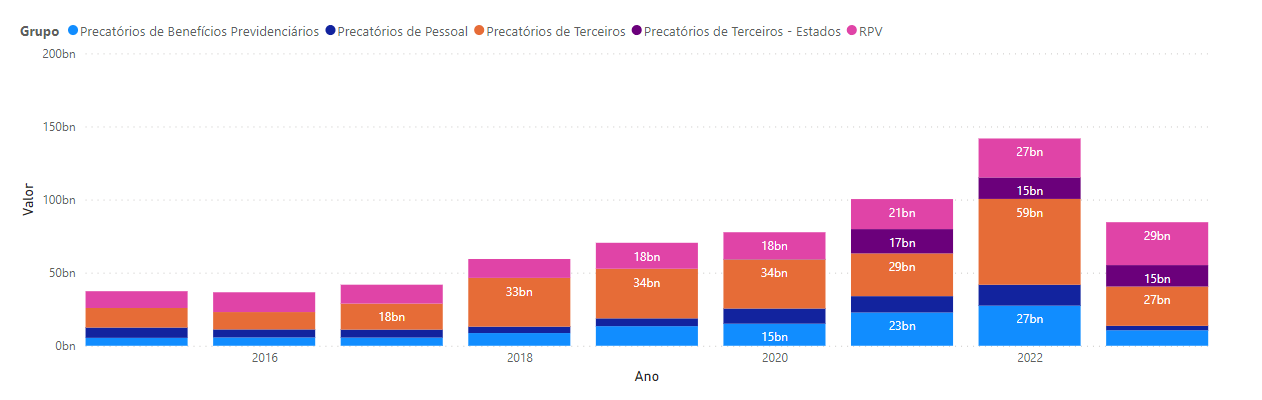 Grupo Precatórios de Benefícios Previdenciários Precatórios de Pessoal Precatórios de Terceiros Precatórios de Terceiros - Estados RPV
200bn
150bn
100bn
50bn
0bn
Valor
18bn
33bn
18bn
34bn
18bn
34bn
15bn
21bn
17bn
29bn
23bn
27bn
15bn
59bn
27bn
29bn
15bn
27bn
2016 2018 2020 2022
Ano